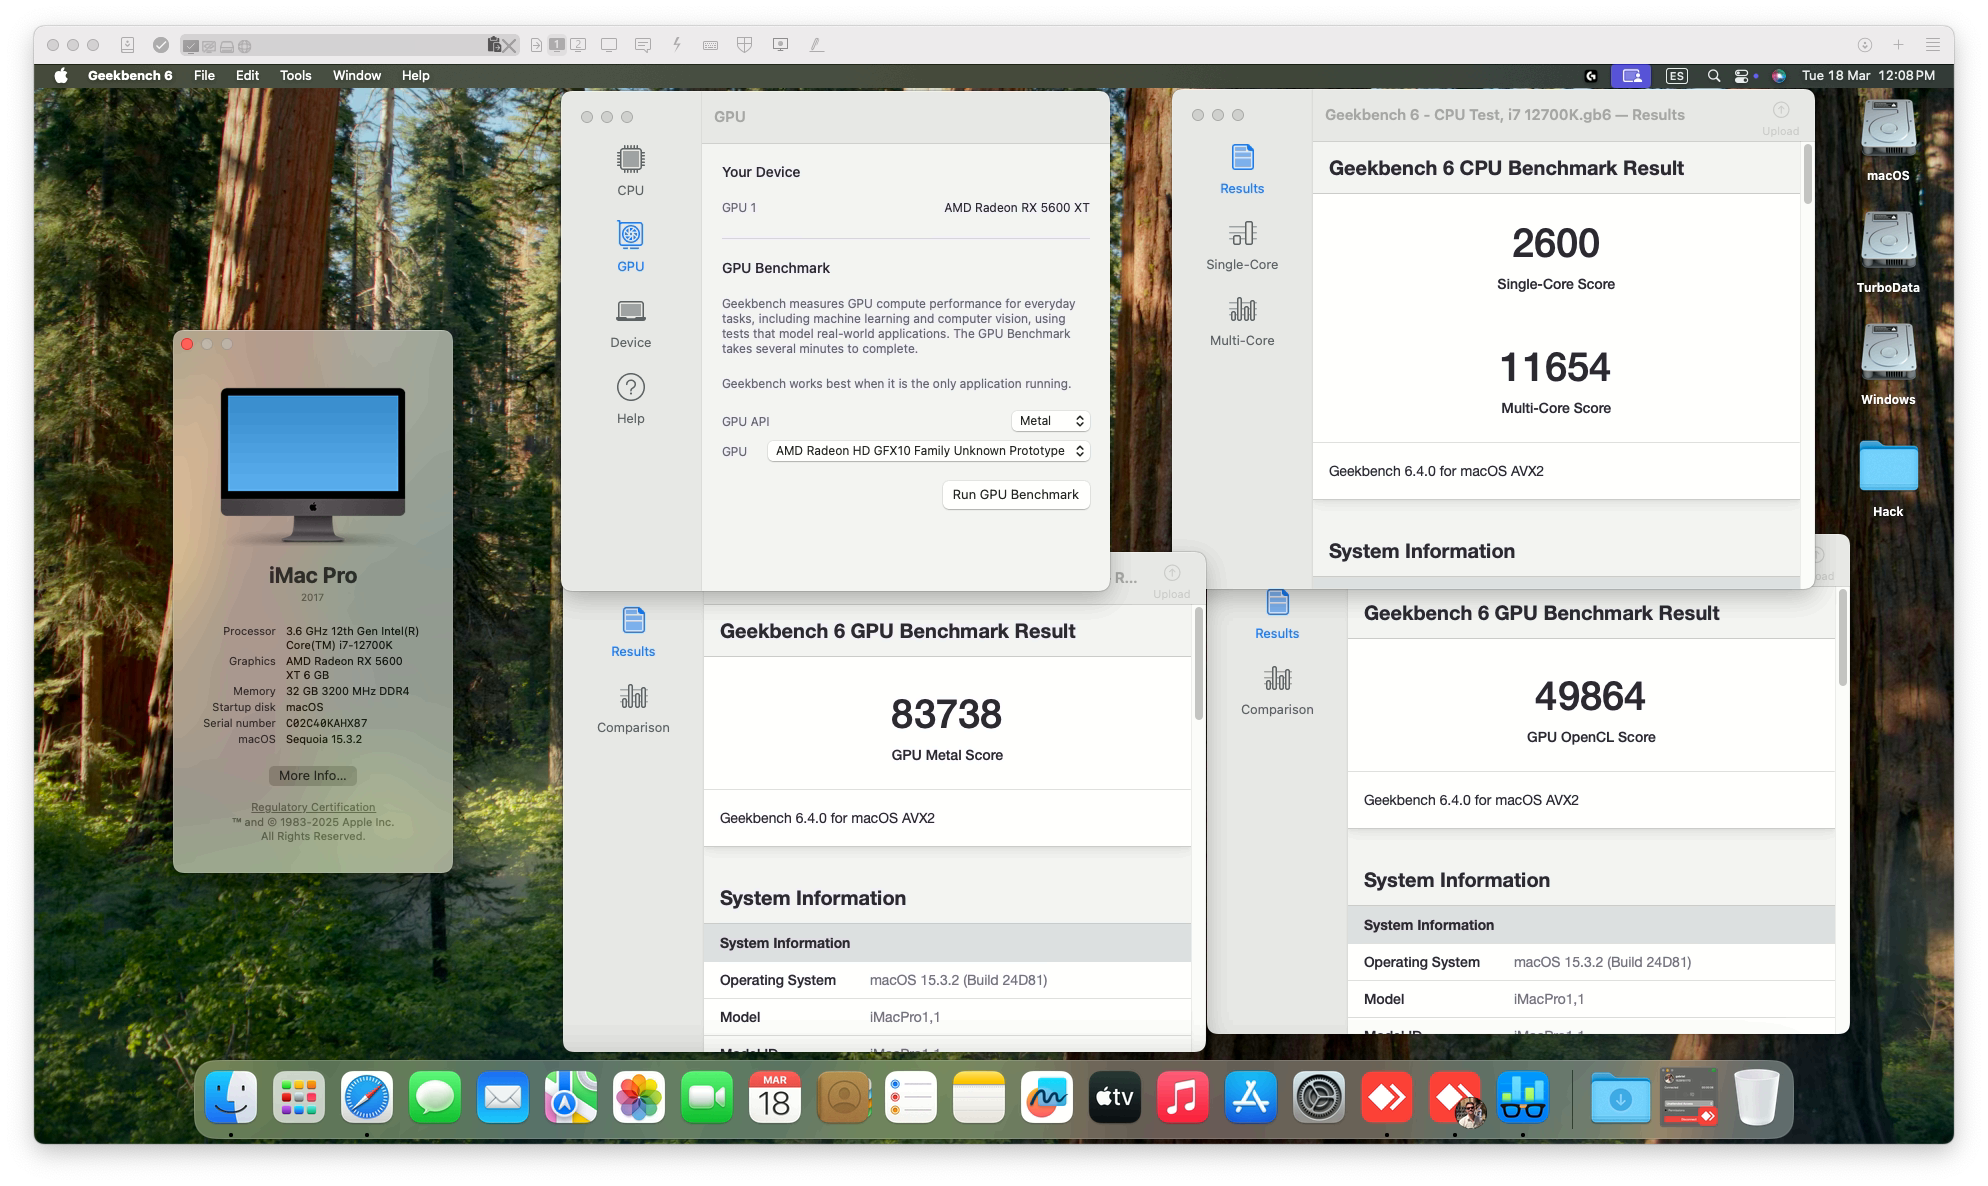 1
2
Geekbench 6 File Edit Tools Window Help
ES
Tue 18 Mar 12:08 PM
GPU
CPU
GPU
Device
Help
Your Device
GPU 1 AMD Radeon RX 5600 XT
GPU Benchmark
Geekbench measures GPU compute performance for everyday
tasks, including machine learning and computer vision, using
tests that model real-world applications. The GPU Benchmark
takes several minutes to complete.
Geekbench works best when it is the only application running.
GPU API Metal
GPU AMD Radeon HD GFX10 Family Unknown Prototype
Run GPU Benchmark
Geekbench 6 - CPU Test, i7 12700K.gb6 — Results
Upload
Results
Single-Core
Multi-Core
Geekbench 6 CPU Benchmark Result
2600
Single-Core Score
11654
Multi-Core Score
Geekbench 6.4.0 for macOS AVX2
System Information
macOS
TurboData
Windows
Hack
iMac Pro
2017
Processor 3.6 GHz 12th Gen Intel(R)
Core(TM) i7-12700K
Graphics AMD Radeon RX 5600
XT 6 GB
Memory 32 GB 3200 MHz DDR4
Startup disk macOS
Serial number C02C40KAHX87
macOS Sequoia 15.3.2
More Info...
Regulatory Certification
™ and © 1983-2025 Apple Inc.
All Rights Reserved.
R...
Upload
Results
Comparison
Geekbench 6 GPU Benchmark Result
83738
GPU Metal Score
Geekbench 6.4.0 for macOS AVX2
System Information
System Information
Operating System macOS 15.3.2 (Build 24D81)
Model iMacPro1,1
Model ID iMacPro1,1
oad
Results
Comparison
Geekbench 6 GPU Benchmark Result
49864
GPU OpenCL Score
Geekbench 6.4.0 for macOS AVX2
System Information
System Information
Operating System macOS 15.3.2 (Build 24D81)
Model iMacPro1,1
Model ID iMacPro1,1
MAR
18
tv